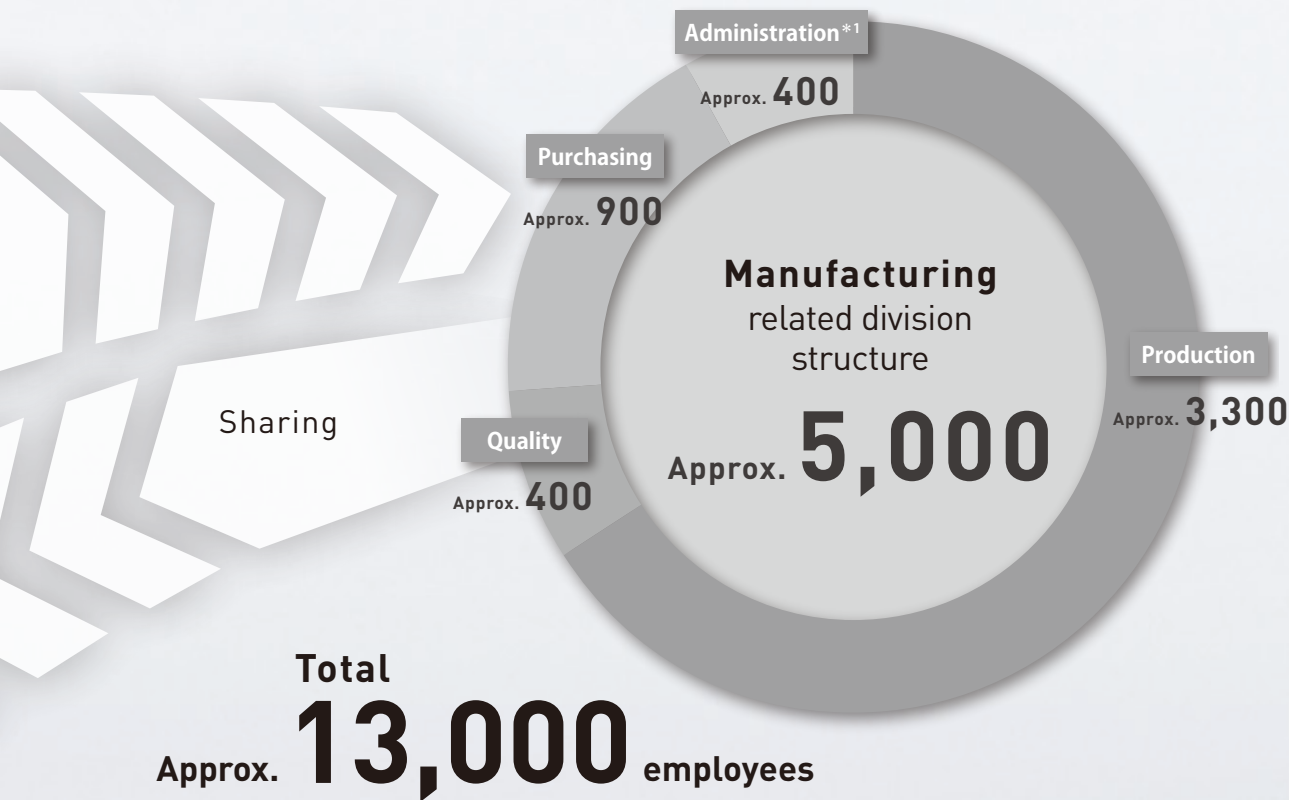 Administration*1
Approx. 400
Purchasing
Approx. 900
Manufacturing
related division
structure
Approx. 5,000
Production
Approx. 3,300
Sharing
Quality
Approx. 400
Total
Approx. 13,000 employees